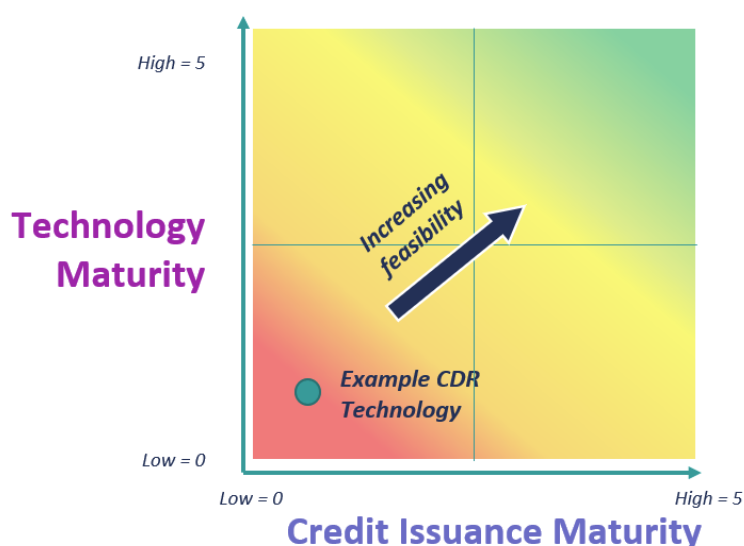 High = 5
Technology
Maturity
Increasing
feasibility
Example CDR
Technology
Low = 0
Low = 0
High = 5
Credit Issuance Maturity